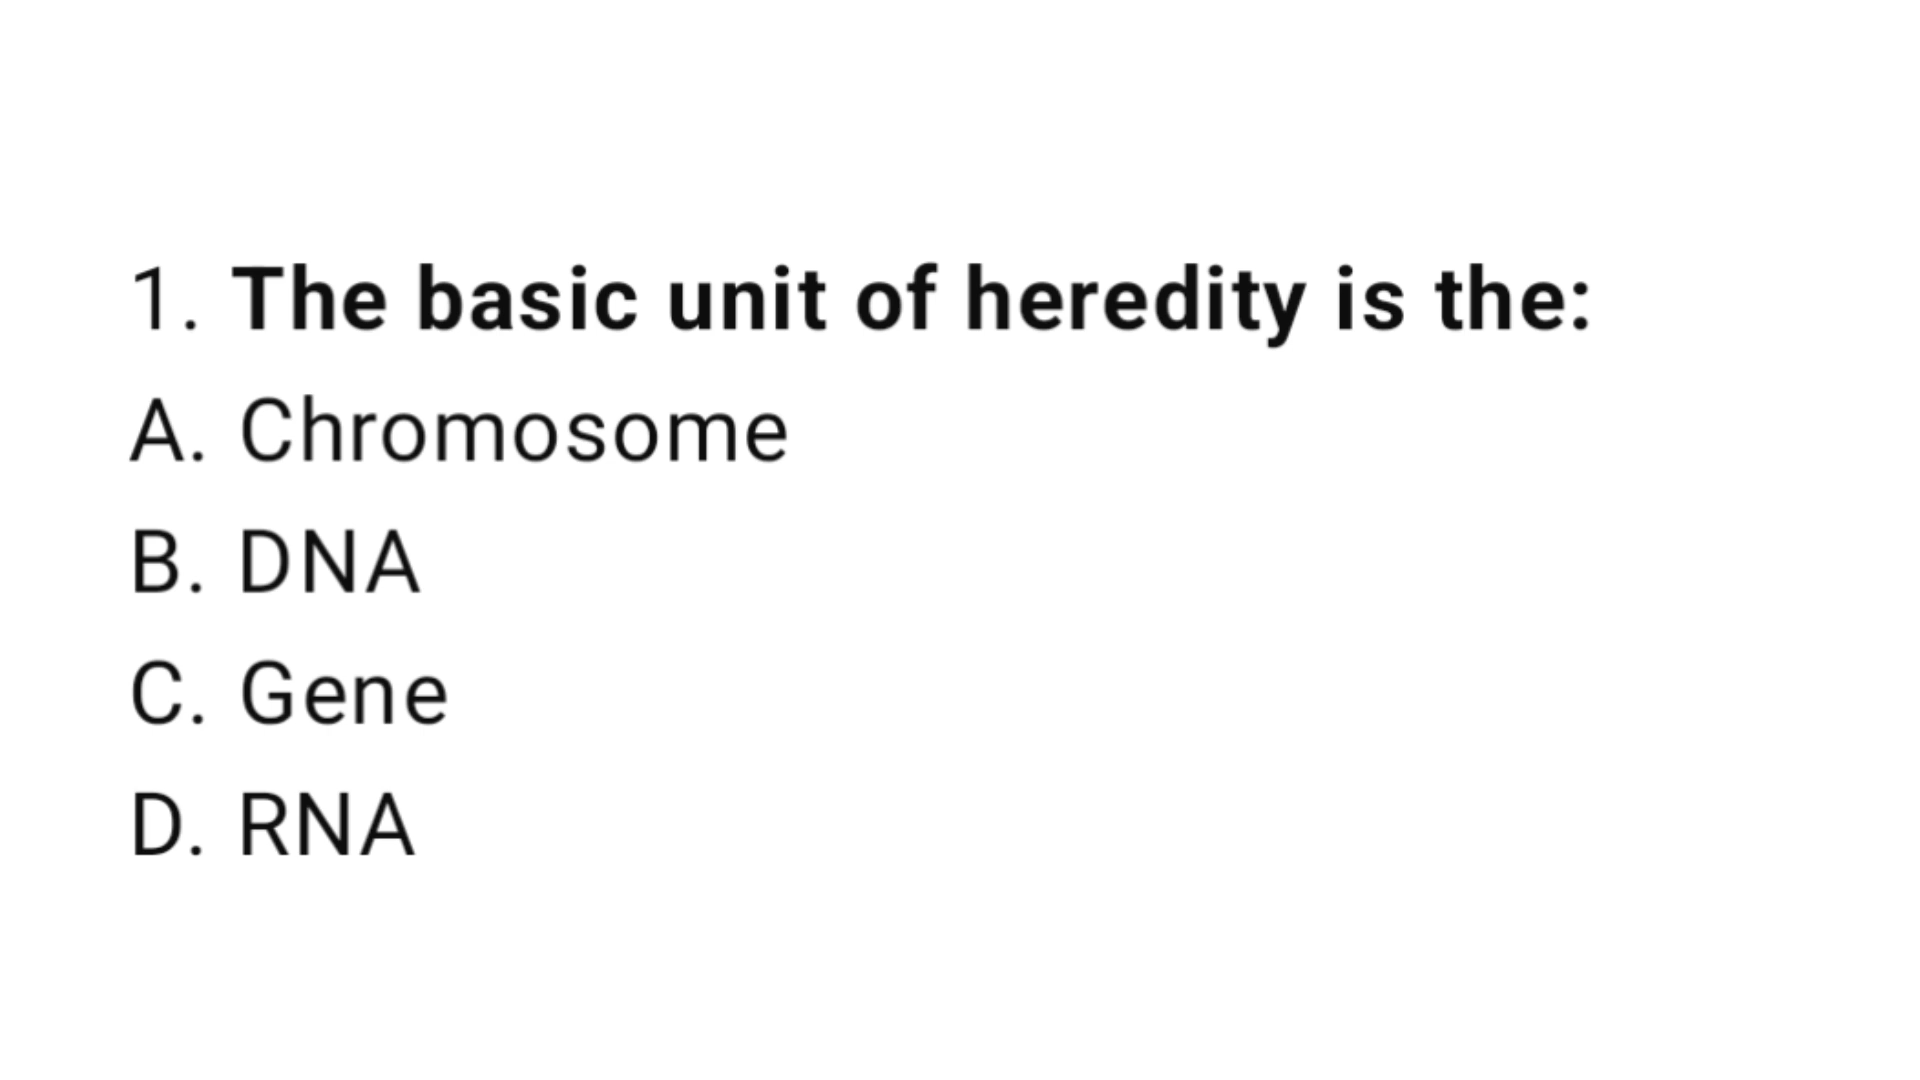 1. The basic unit of heredity is the:
A. Chromosome
B. DNA
C. Gene
D. RNA